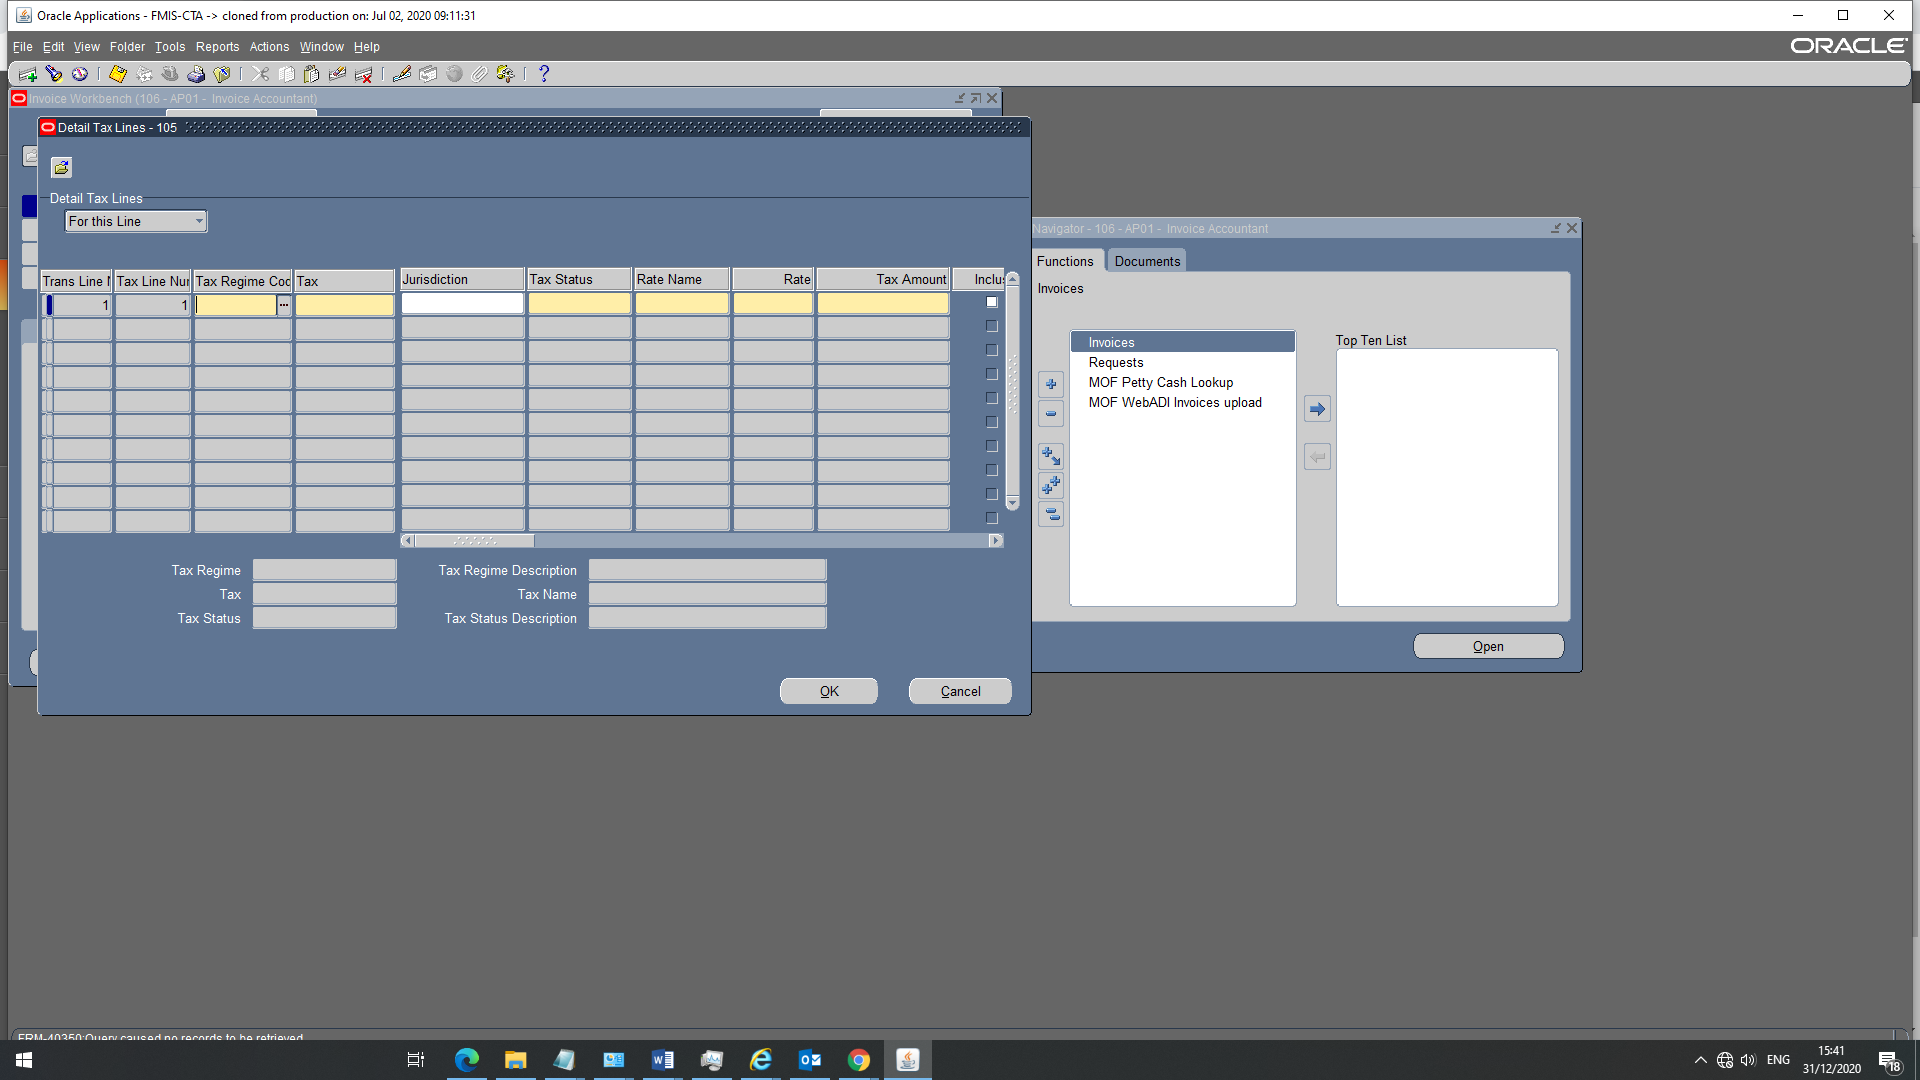 Oracle Applications - FMIS-CTA -> cloned from production on: Jul 02, 2020 09:11:31
File Edit View Folder Tools Reports Actions Window Help
ORACLE
Invoice Workbench (106 - AP01 - Invoice Accountant)
Detail Tax Lines - 105
Detail Tax Lines
For this Line
Trans Line N Tax Line Nur Tax Regime Coc Tax Jurisdiction Tax Status Rate Name Rate Tax Amount Inclus
1 1
Tax Regime Tax Regime Description
Tax Tax Name
Tax Status Tax Status Description
OK Cancel
Navigator - 106 - AP01 - Invoice Accountant
Functions Documents
Invoices
Invoices
Requests
MOF Petty Cash Lookup
MOF WebADI Invoices upload
Top Ten List
Open
FRM-40350:Query caused no records to be retrieved
ENG
15:41
31/12/2020
18